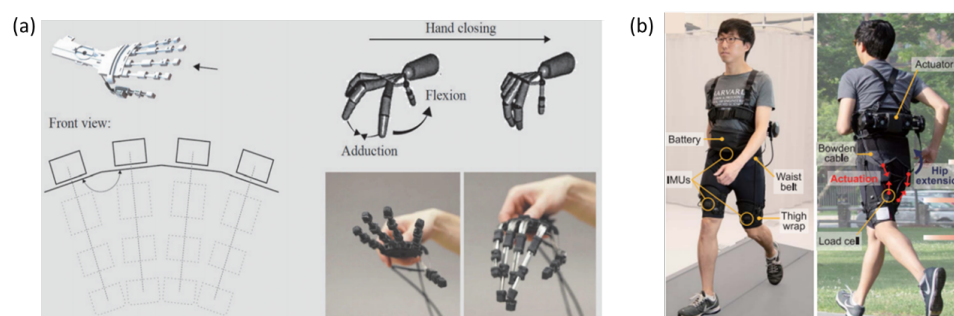 (a)
Hand closing
Front view:
Flexion
Adduction
(b)
HARVARD
Battery
IMUs
Waist
belt
Thigh
wrap
Actuator
Bowden
cable
Actuation
Hip
extension
Load cell